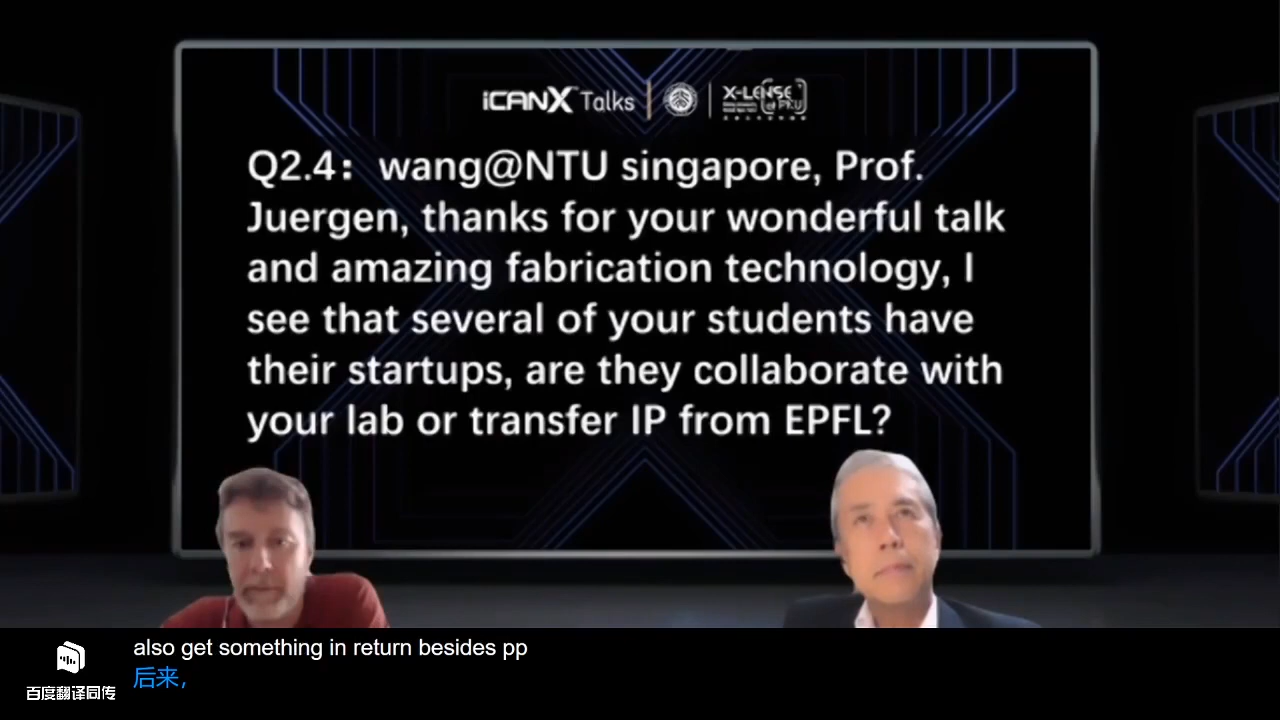 iCANX Talks
X-LENSE
PKU
Q2.4： wang@NTU singapore, Prof.
Juergen, thanks for your wonderful talk
and amazing fabrication technology, I
see that several of your students have
their startups, are they collaborate with
your lab or transfer IP from EPFL?
also get something in return besides pp
后来，
百度翻译同传